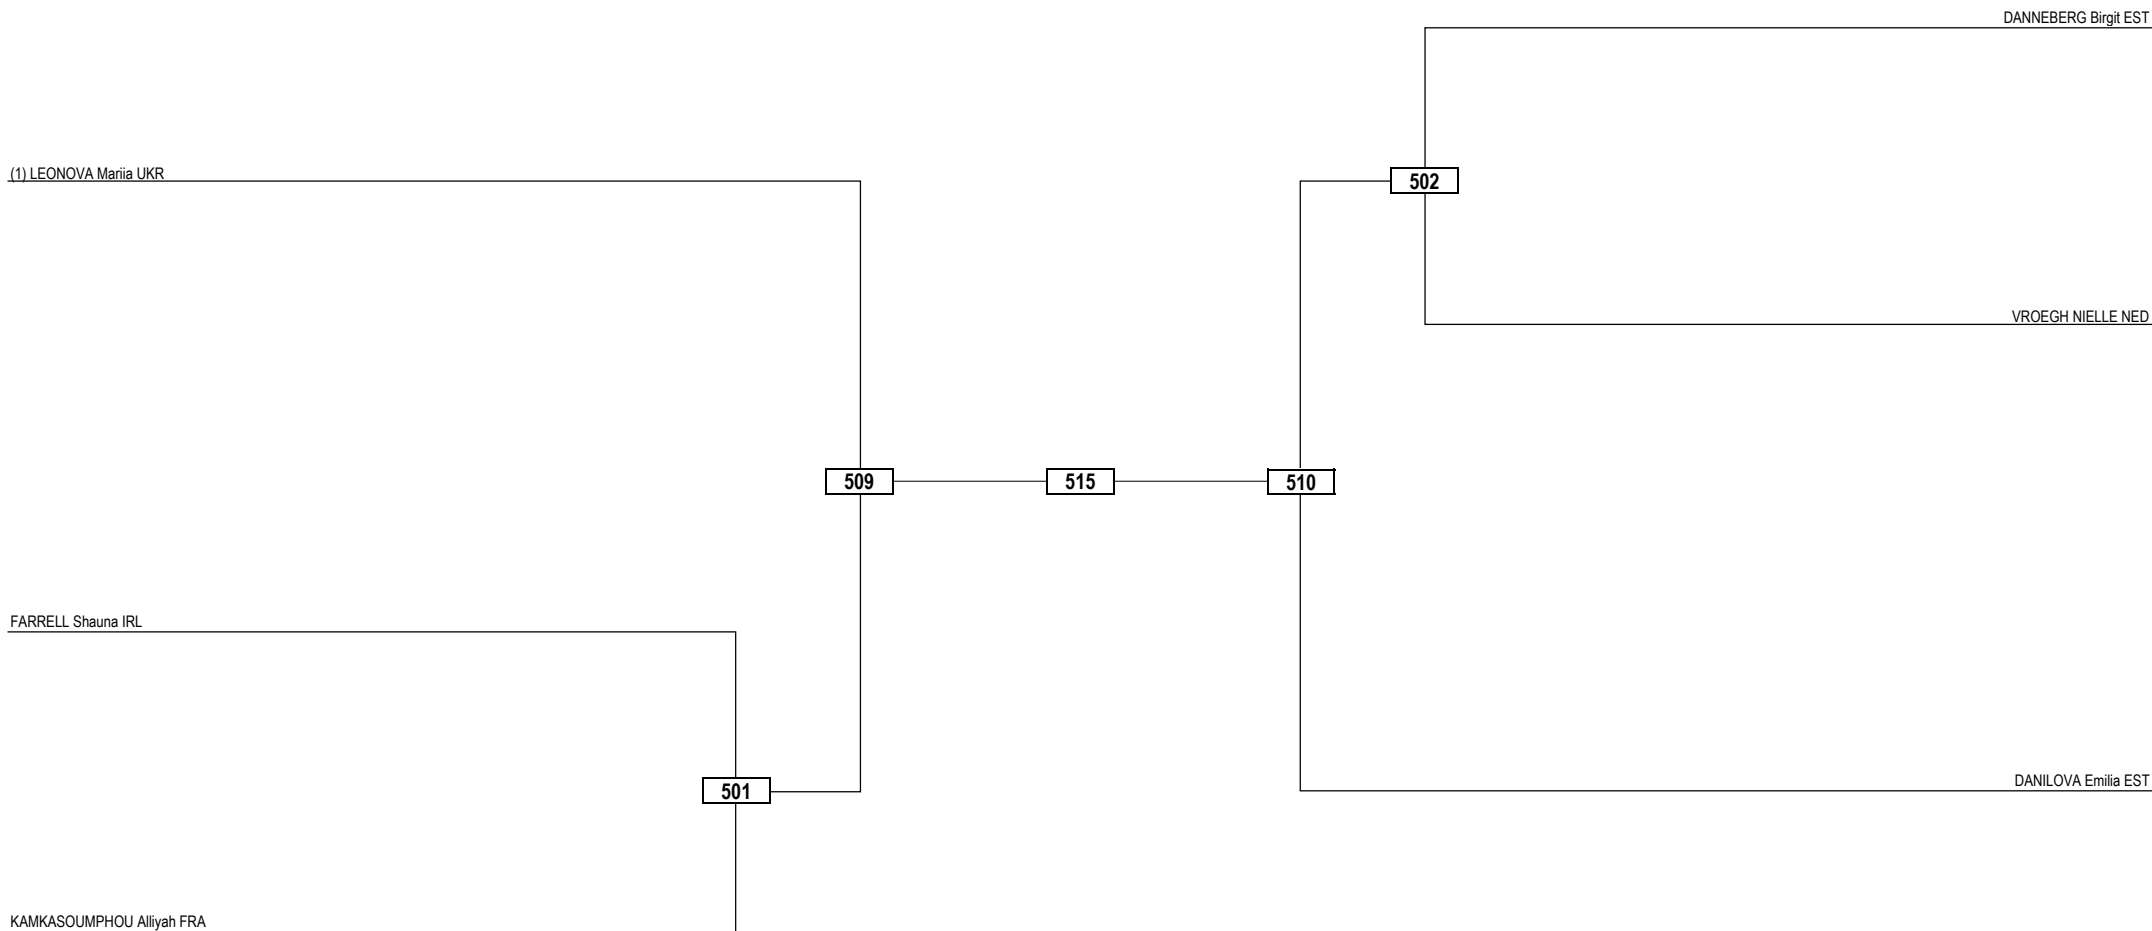 DANNEBERG Birgit EST
(1) LEONOVA Mariia UKR
502
VROEGH NIELLE NED
509
515
510
FARRELL Shauna IRL
501
DANILOVA Emilia EST
KAMKASOUMPHOU Alliyah FRA